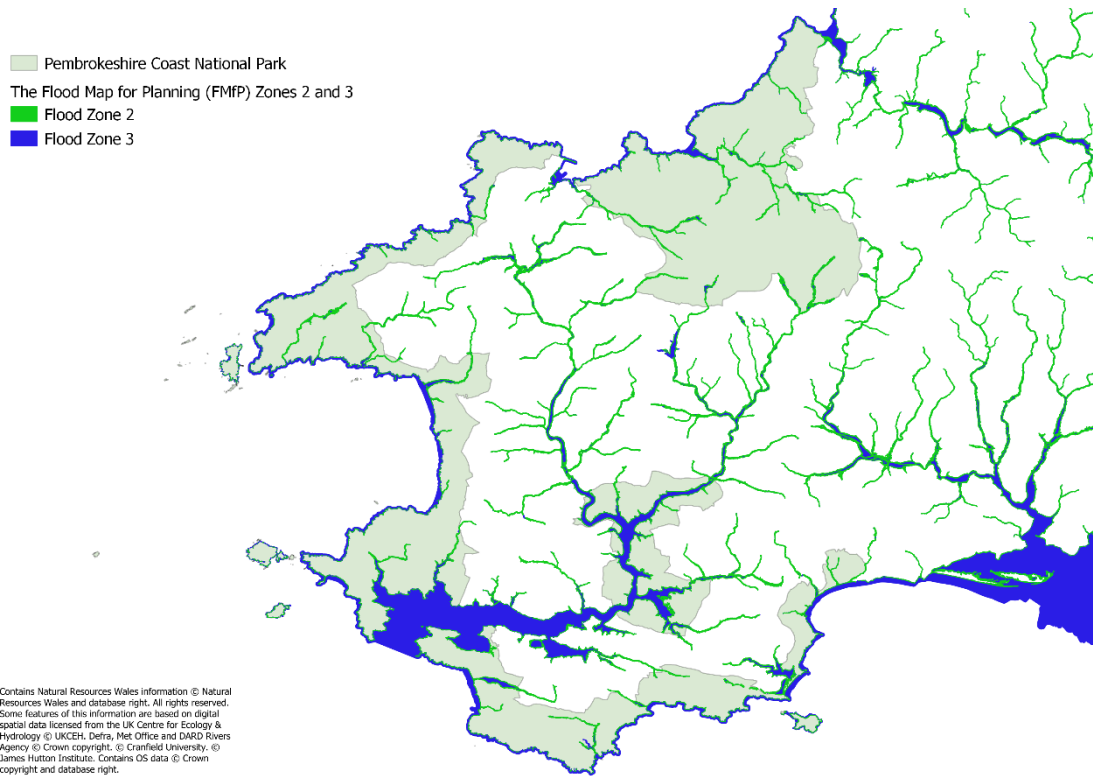 Pembrokeshire Coast National Park
The Flood Map for Planning (FMfP) Zones 2 and 3
Flood Zone 2
Flood Zone 3
Contains Natural Resources Wales information © Natural
Resources Wales and database right. All rights reserved.
Some features of this information are based on digital
spatial data licensed from the UK Centre for Ecology &
Hydrology © UKCEH. Defra, Met Office and DARD Rivers
Agency © Crown copyright. © Cranfield University. ©
James Hutton Institute. Contains OS data © Crown
copyright and database right.